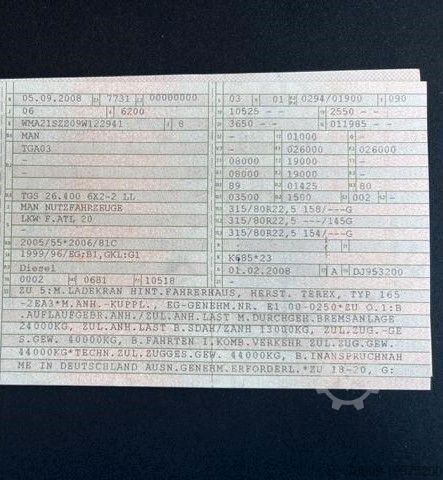 05.09.2008 7731 00000000
06 6200
WMA21SZZ09W122941 8
MAN
TGA03
-
TGS 26.400 6X2-2 LL
MAN NUTZFAHRZEUGE
LKW F.ATL 20
-
2005/55*2006/81C
1999/96/EG;B1,GKL:G1
Diesel
0002 0681 10518
03 01 0294/01900 090
10525 - - 2550 - -
3650 - - 011985 - -
- 01000 -
- 026000 026000
08000 19000 -
08000 19000 -
89 01425 80
03500 1500 002 -
315/80R22,5 158/---G
315/80R22,5 ---/145G
315/80R22,5 154/---G
-
K685*23
01.02.2008 A DJ953200
ZU 5:M.LADEKRAN HINT.FAHRERHAUS, HERST. TEREX, TYP 165
-2EA3*M.ANH.-KUPPL., EG-GENEHM.NR. E1 00-0250*ZU O.1:B
.AUFLAUFGEBR.ANH./ZUL.ANH.LAST M.DURCHGEH.BREMSANLAGE
24000KG, ZUL.ANH.LAST B.SDAH/ZANH 13000KG, ZUL.ZUG.-GE
S.GEW. 40000KG, B.FAHRTEN I.KOMB.VERKEHR ZUL.ZUG.GEW.
44000KG*TECHN.ZUL.ZUGGES.GEW. 44000KG, B.INANSPRUCHNAH
ME IN DEUTSCHLAND AUSN.GENEHM.ERFORDERL.*ZU 18-20, G: